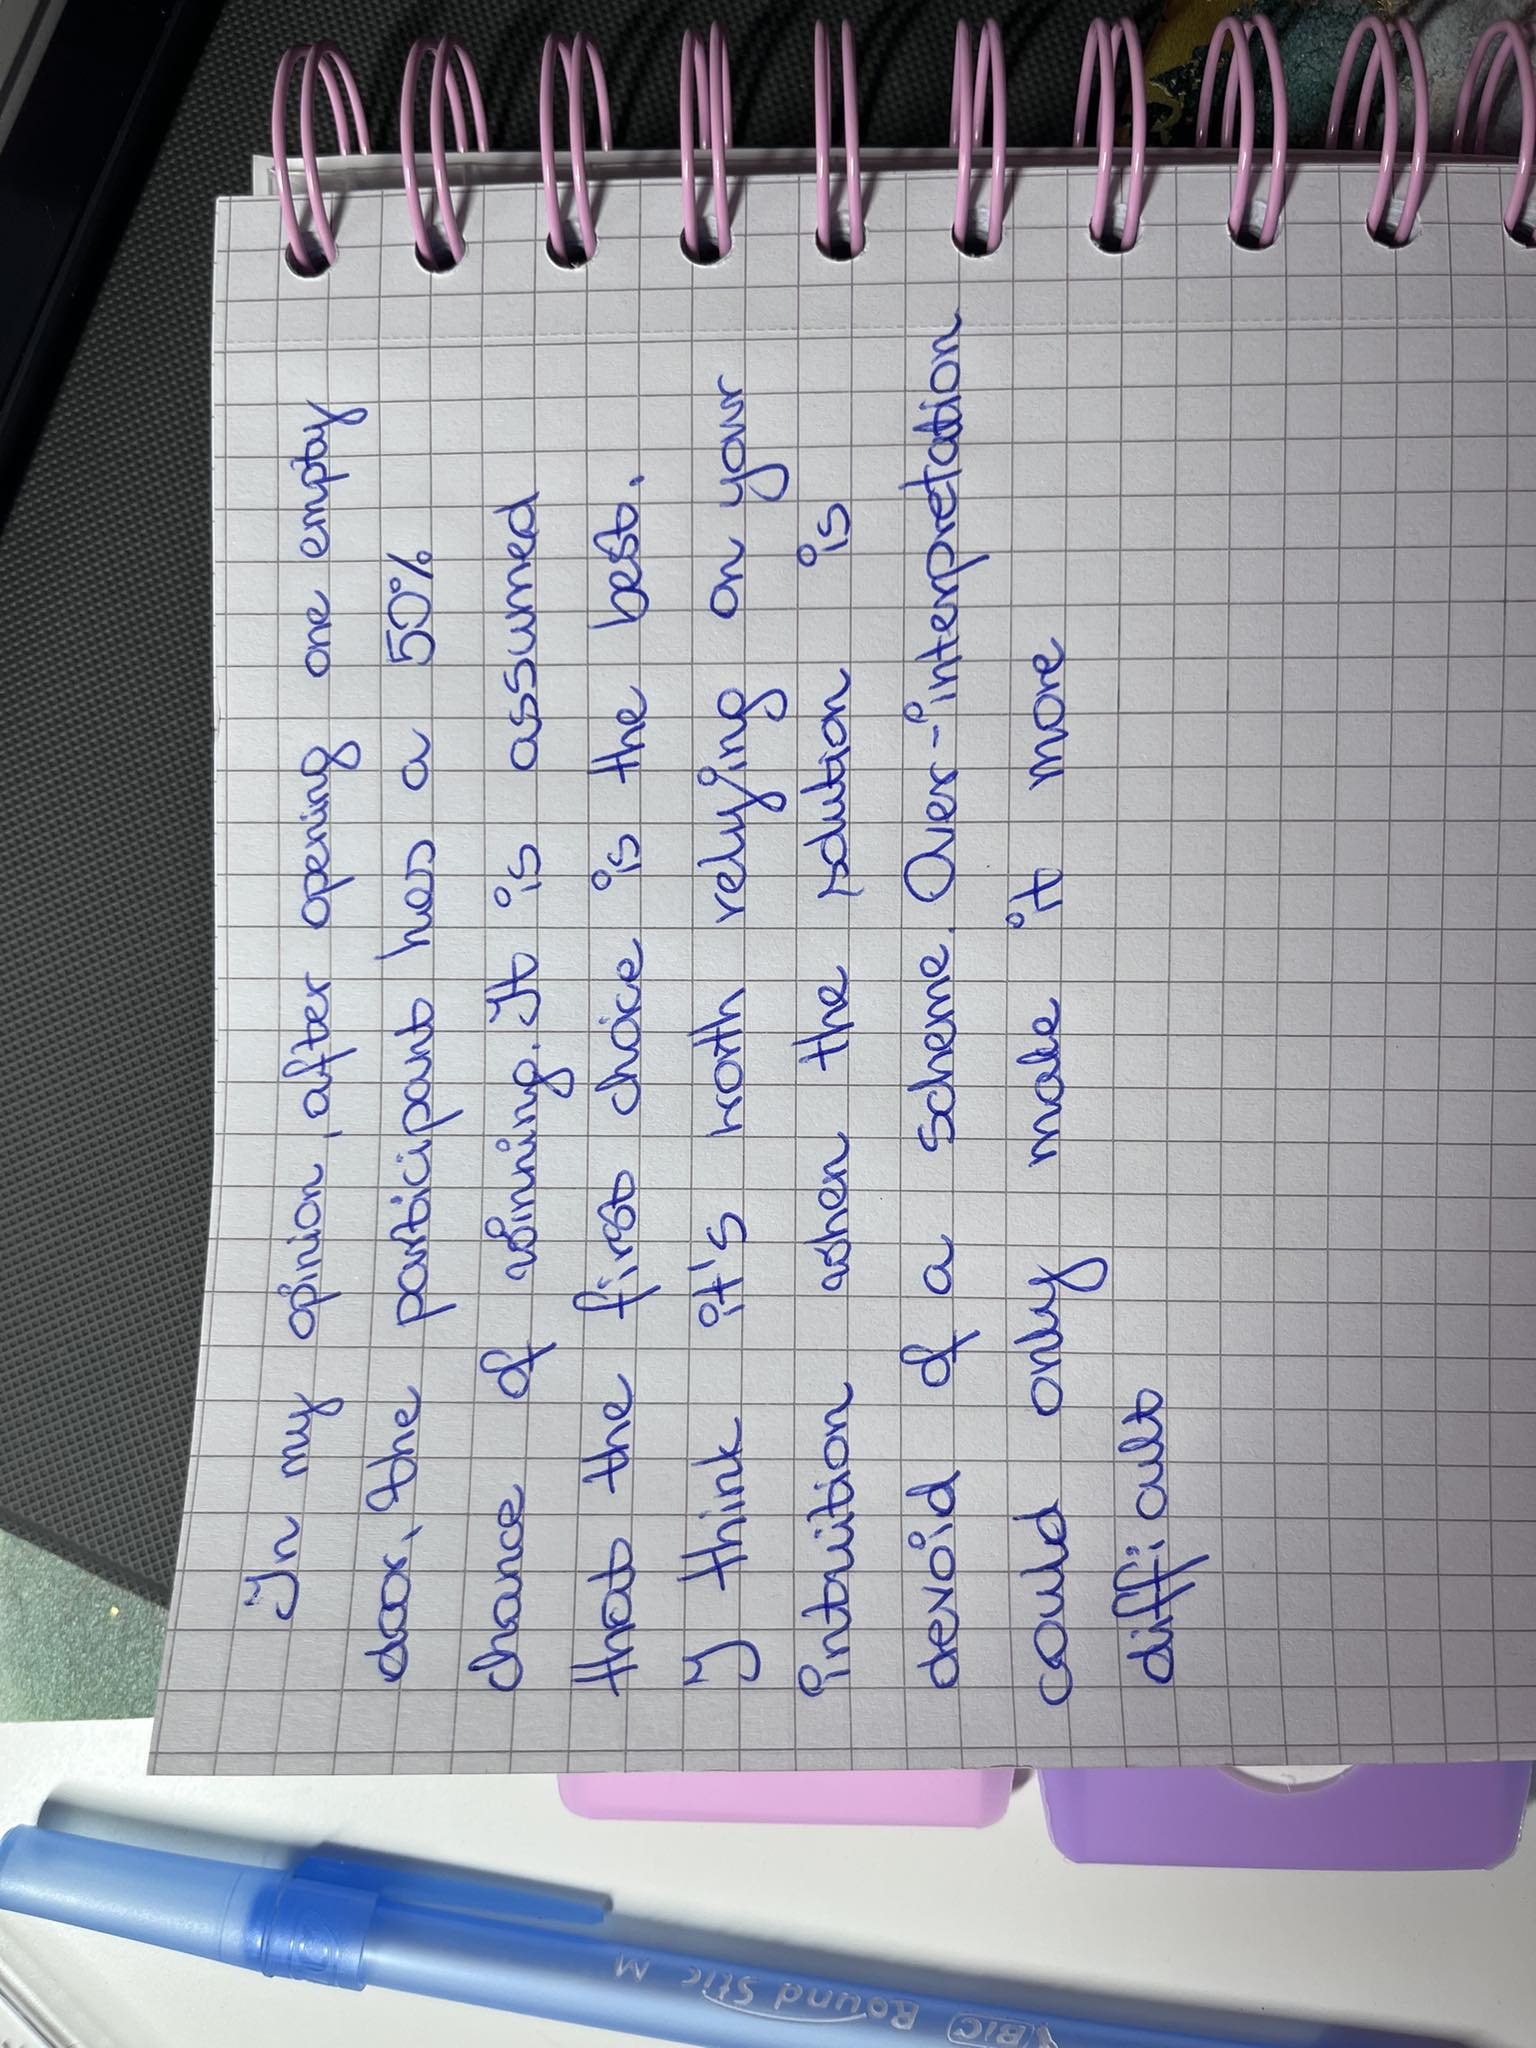 In my opinion, after opening one empty
door, the participant has a 50%
chance of winning. It is assumed
that the first choice is the best.
I think it's worth relying on your
intuition when the solution is
devoid of a scheme. Over-interpretation
could only make it more
difficult
BIC Round Stic M